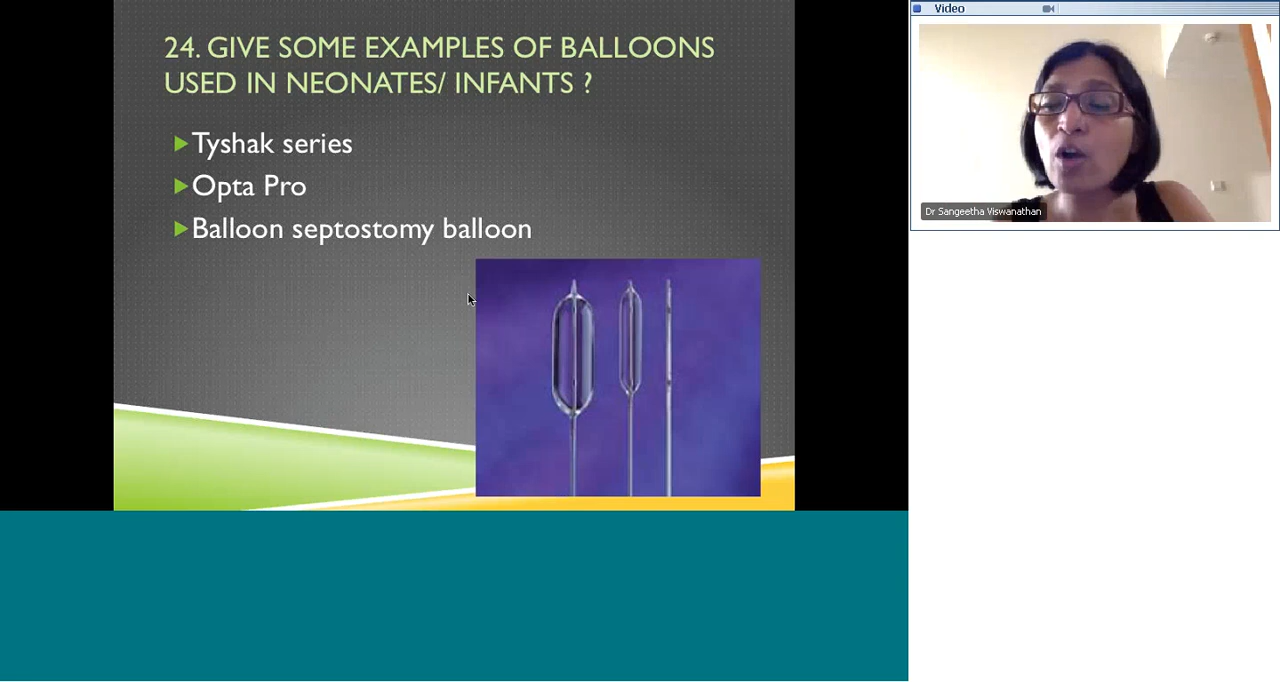 24. GIVE SOME EXAMPLES OF BALLOONS
USED IN NEONATES/ INFANTS ?
Tyshak series
Opta Pro
Balloon septostomy balloon
Video
Dr Sangeetha Viswanathan